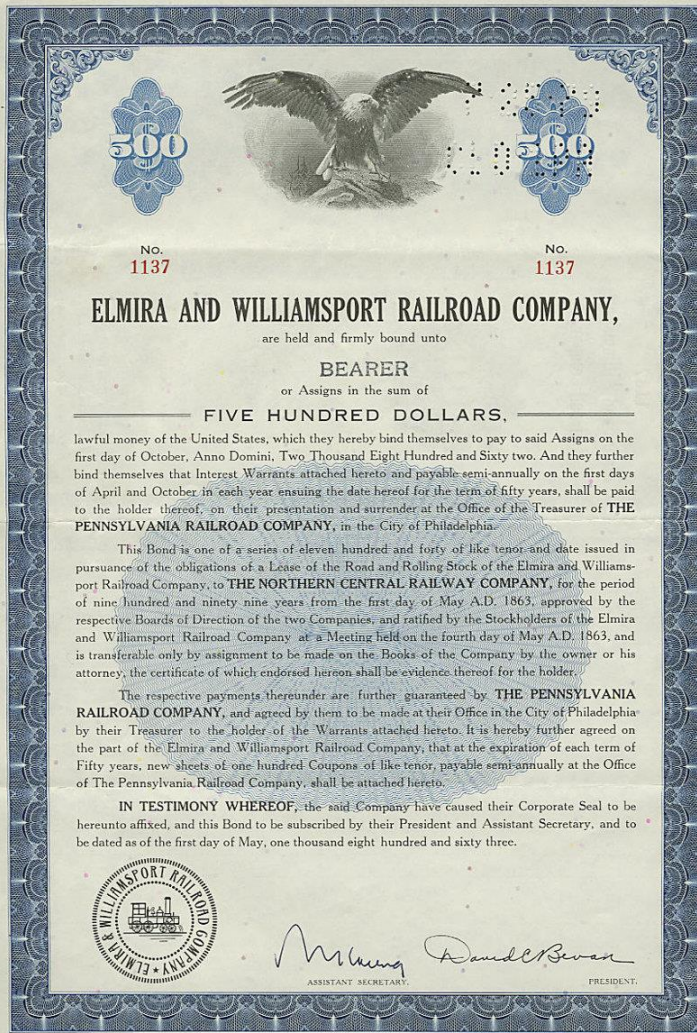 500 500
No. No.
1137 1137
ELMIRA AND WILLIAMSPORT RAILROAD COMPANY,
are held and firmly bound unto
BEARER
or Assigns in the sum of
FIVE HUNDRED DOLLARS,
lawful money of the United States, which they hereby bind themselves to pay to said Assigns on the
first day of October, Anno Domini, Two Thousand Eight Hundred and Sixty two. And they further
bind themselves that Interest Warrants attached hereto and payable semi-annually on the first days
of April and October in each year ensuing the date hereof for the term of fifty years, shall be paid
to the holder thereof, on their presentation and surrender at the Office of the Treasurer of THE
PENNSYLVANIA RAILROAD COMPANY, in the City of Philadelphia.
This Bond is one of a series of eleven hundred and forty of like tenor and date issued in
pursuance of the obligations of a Lease of the Road and Rolling Stock of the Elmira and Williams-
port Railroad Company, to THE NORTHERN CENTRAL RAILWAY COMPANY, for the period
of nine hundred and ninety nine years from the first day of May A.D. 1863, approved by the
respective Boards of Direction of the two Companies, and ratified by the Stockholders of the Elmira
and Williamsport Railroad Company at a Meeting held on the fourth day of May A.D. 1863, and
is transferable only by assignment to be made on the Books of the Company by the owner or his
attorney, the certificate of which endorsed hereon shall be evidence thereof for the holder.
The respective payments thereunder are further guaranteed by THE PENNSYLVANIA
RAILROAD COMPANY, and agreed by them to be made at their Office in the City of Philadelphia
by their Treasurer to the holder of the Warrants attached hereto. It is hereby further agreed on
the part of the Elmira and Williamsport Railroad Company, that at the expiration of each term of
Fifty years, new sheets of one hundred Coupons of like tenor, payable semi-annually at the Office
of The Pennsylvania Railroad Company, shall be attached hereto.
IN TESTIMONY WHEREOF, the said Company have caused their Corporate Seal to be
hereunto affixed, and this Bond to be subscribed by their President and Assistant Secretary, and to
be dated as of the first day of May, one thousand eight hundred and sixty three.
ELMIRA & WILLIAMSPORT RAILROAD COMPANY
David C Bevan
ASSISTANT SECRETARY. PRESIDENT.